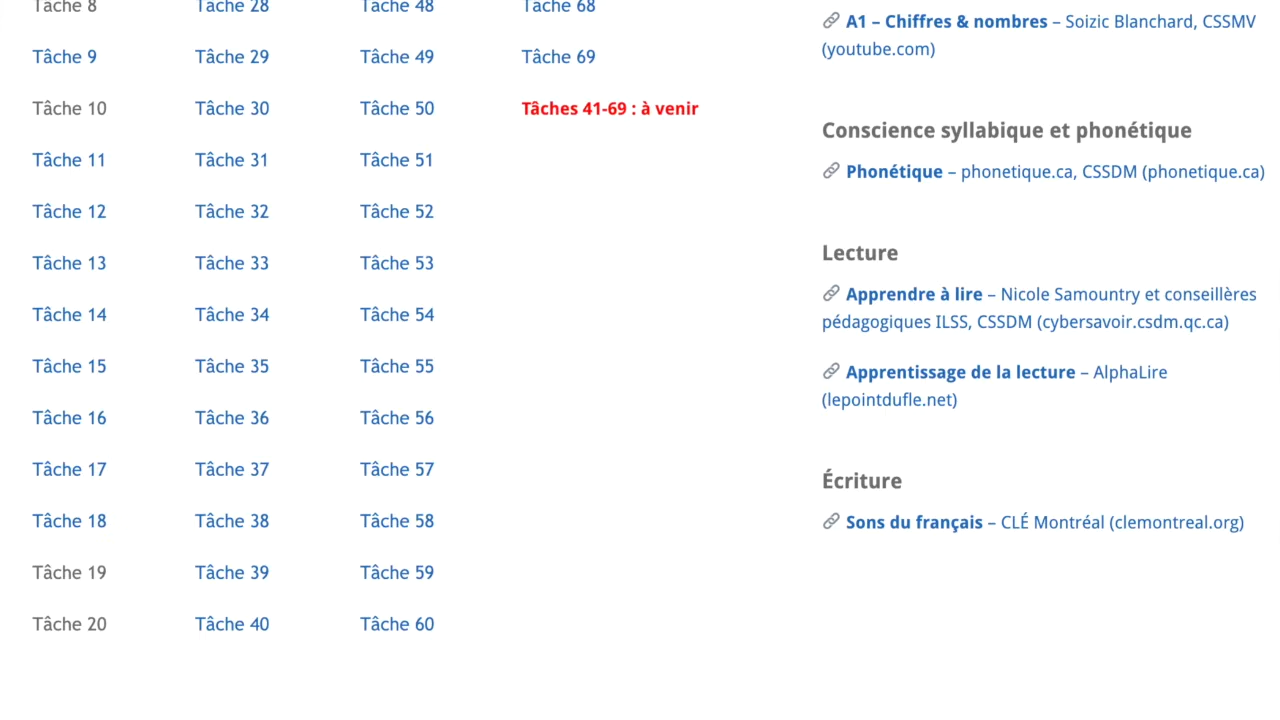 Tâche 8
Tâche 9
Tâche 10
Tâche 11
Tâche 12
Tâche 13
Tâche 14
Tâche 15
Tâche 16
Tâche 17
Tâche 18
Tâche 19
Tâche 20
Tâche 28
Tâche 29
Tâche 30
Tâche 31
Tâche 32
Tâche 33
Tâche 34
Tâche 35
Tâche 36
Tâche 37
Tâche 38
Tâche 39
Tâche 40
Tâche 48
Tâche 49
Tâche 50
Tâche 51
Tâche 52
Tâche 53
Tâche 54
Tâche 55
Tâche 56
Tâche 57
Tâche 58
Tâche 59
Tâche 60
Tâche 68
Tâche 69
Tâches 41-69 : à venir
A1 – Chiffres & nombres – Soizic Blanchard, CSSMV
(youtube.com)
Conscience syllabique et phonétique
Phonétique – phonetique.ca, CSSDM (phonetique.ca)
Lecture
Apprendre à lire – Nicole Samountry et conseillères
pédagogiques ILSS, CSSDM (cybersavoir.csdm.qc.ca)
Apprentissage de la lecture – AlphaLire
(lepointdufle.net)
Écriture
Sons du français – CLÉ Montréal (clemontreal.org)